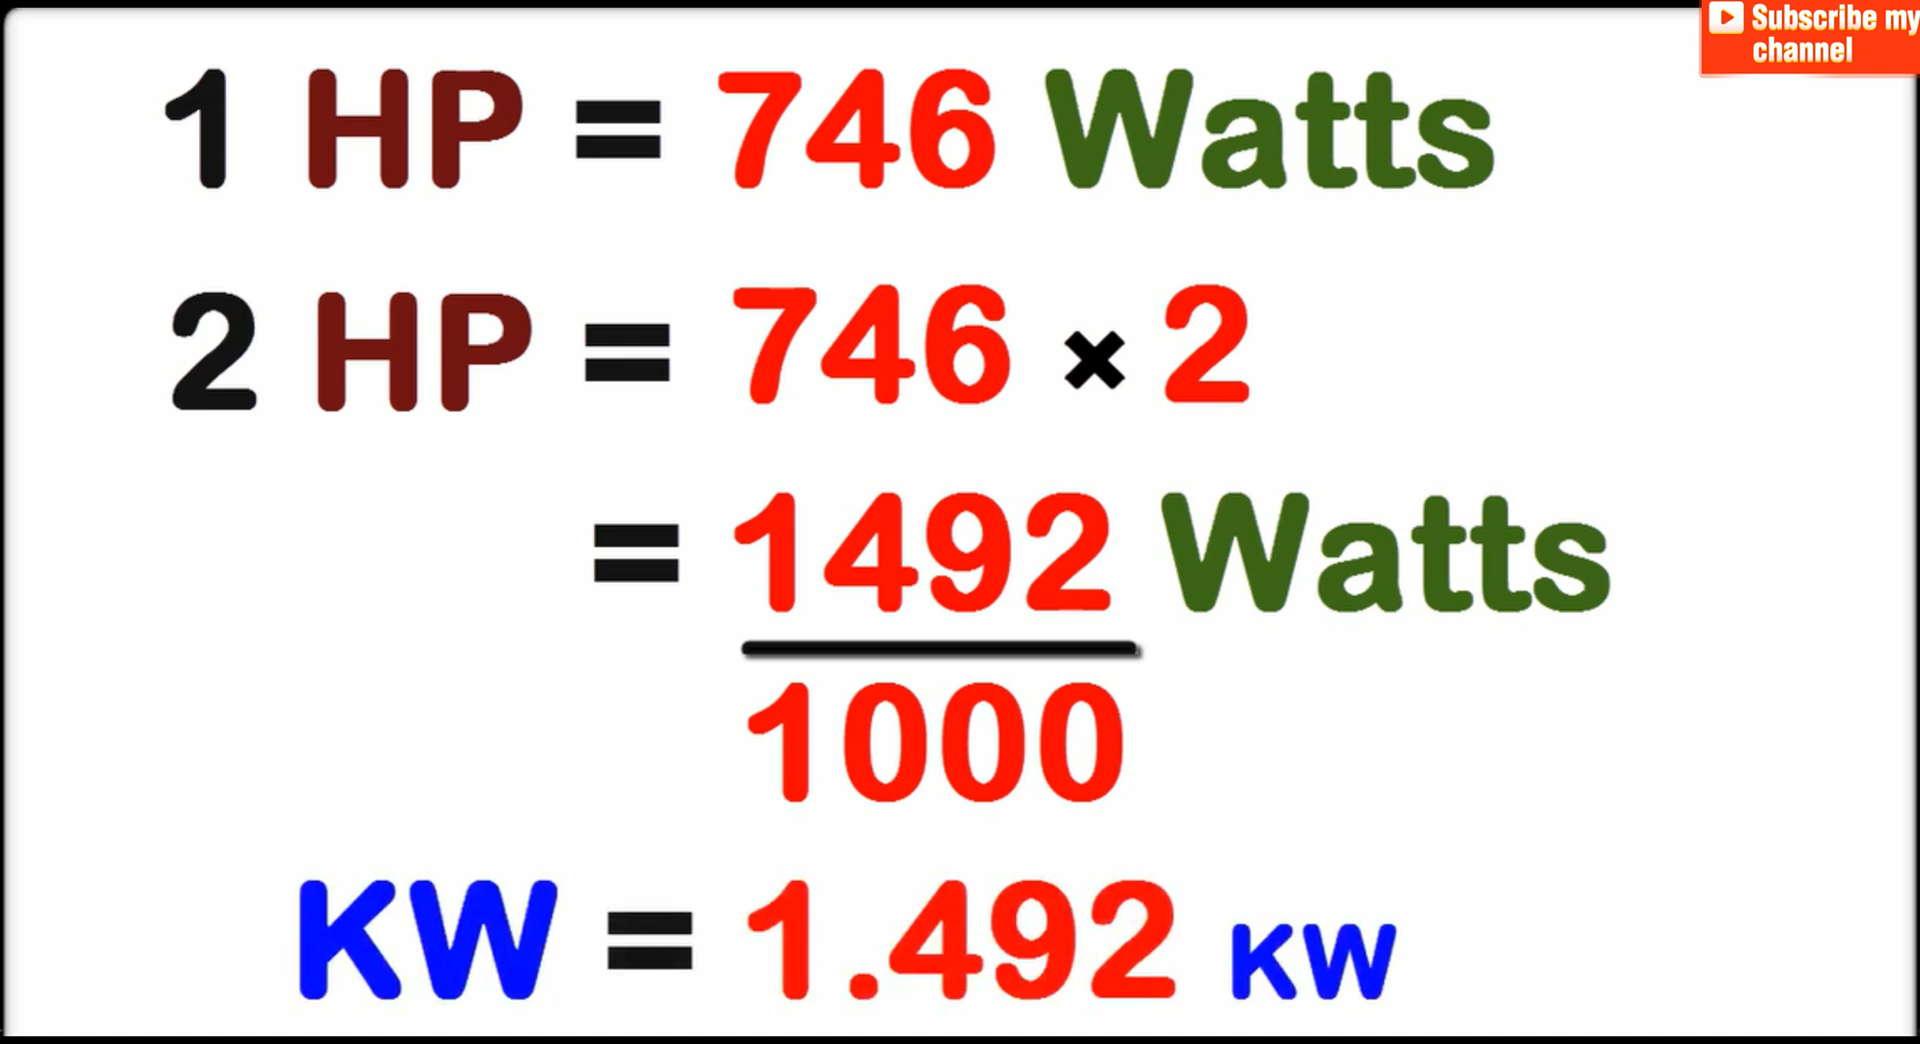 Subscribe my
channel
1 HP = 746 Watts
2 HP = 746 × 2
= 1492 Watts
1000
KW = 1.492 KW